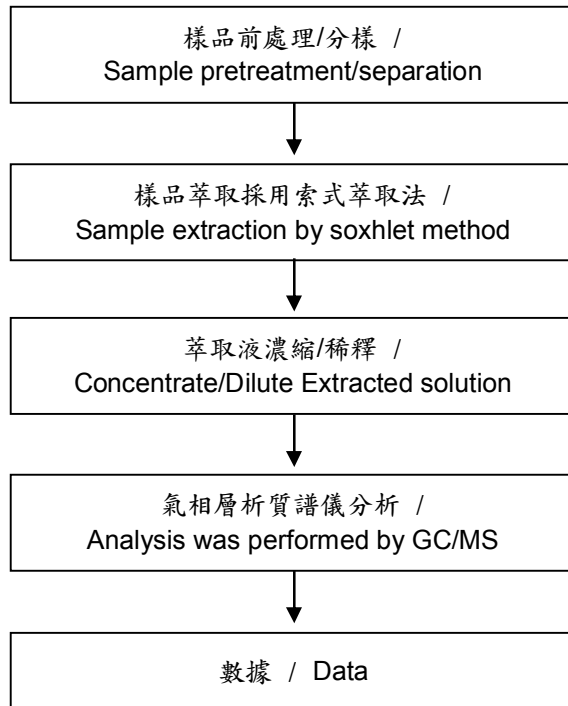 樣品前處理/分樣 /
Sample pretreatment/separation
樣品萃取採用索式萃取法 /
Sample extraction by soxhlet method
萃取液濃縮/稀釋 /
Concentrate/Dilute Extracted solution
氣相層析質譜儀分析 /
Analysis was performed by GC/MS
數據 / Data